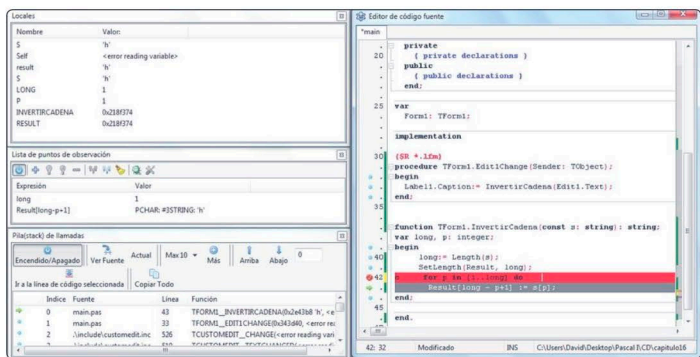 Locales
Nombre Valor:
S 'h'
Self <error reading variable>
result 'h'
S 'h'
LONG 1
P 1
INVERTIRCADENA 0x218f374
RESULT 0x218f374
Lista de puntos de observación
Expresión Valor
long 1
Result[long-p+1] PCHAR: #3STRING: 'h'
Pila(stack) de llamadas
Encendido/Apagado Ver Fuente Actual Max 10 Más Arriba Abajo 0
Ir a la línea de código seleccionada Copiar Todo
Indice Fuente Línea Función
0 main.pas 43 TFORM1__INVERTIRCADENA(0x2e43b8 'h', <e
1 main.pas 33 TFORM1__EDIT1CHANGE(0x343d40, <error rec
2 .\include\customedit.inc 526 TCUSTOMEDIT__CHANGE(<error reading vari
Editor de código fuente
*main
private
20 { private declarations }
public
{ public declarations }
end;
25 var
Form1: TForm1;
implementation
30 {$R *.lfm}
procedure TForm1.Edit1Change(Sender: TObject);
begin
Label1.Caption:= InvertirCadena(Edit1.Text);
end;
35
function TForm1.InvertirCadena(const s: string): string;
var long, p: integer;
begin
40 long:= Length(s);
SetLength(Result, long);
42 for p in [1..long] do
Result[long - p+1] := s[p];
end;
45
end.
42: 32 Modificado INS C:\Users\David\Desktop\Pascal I\CD\capitulo16